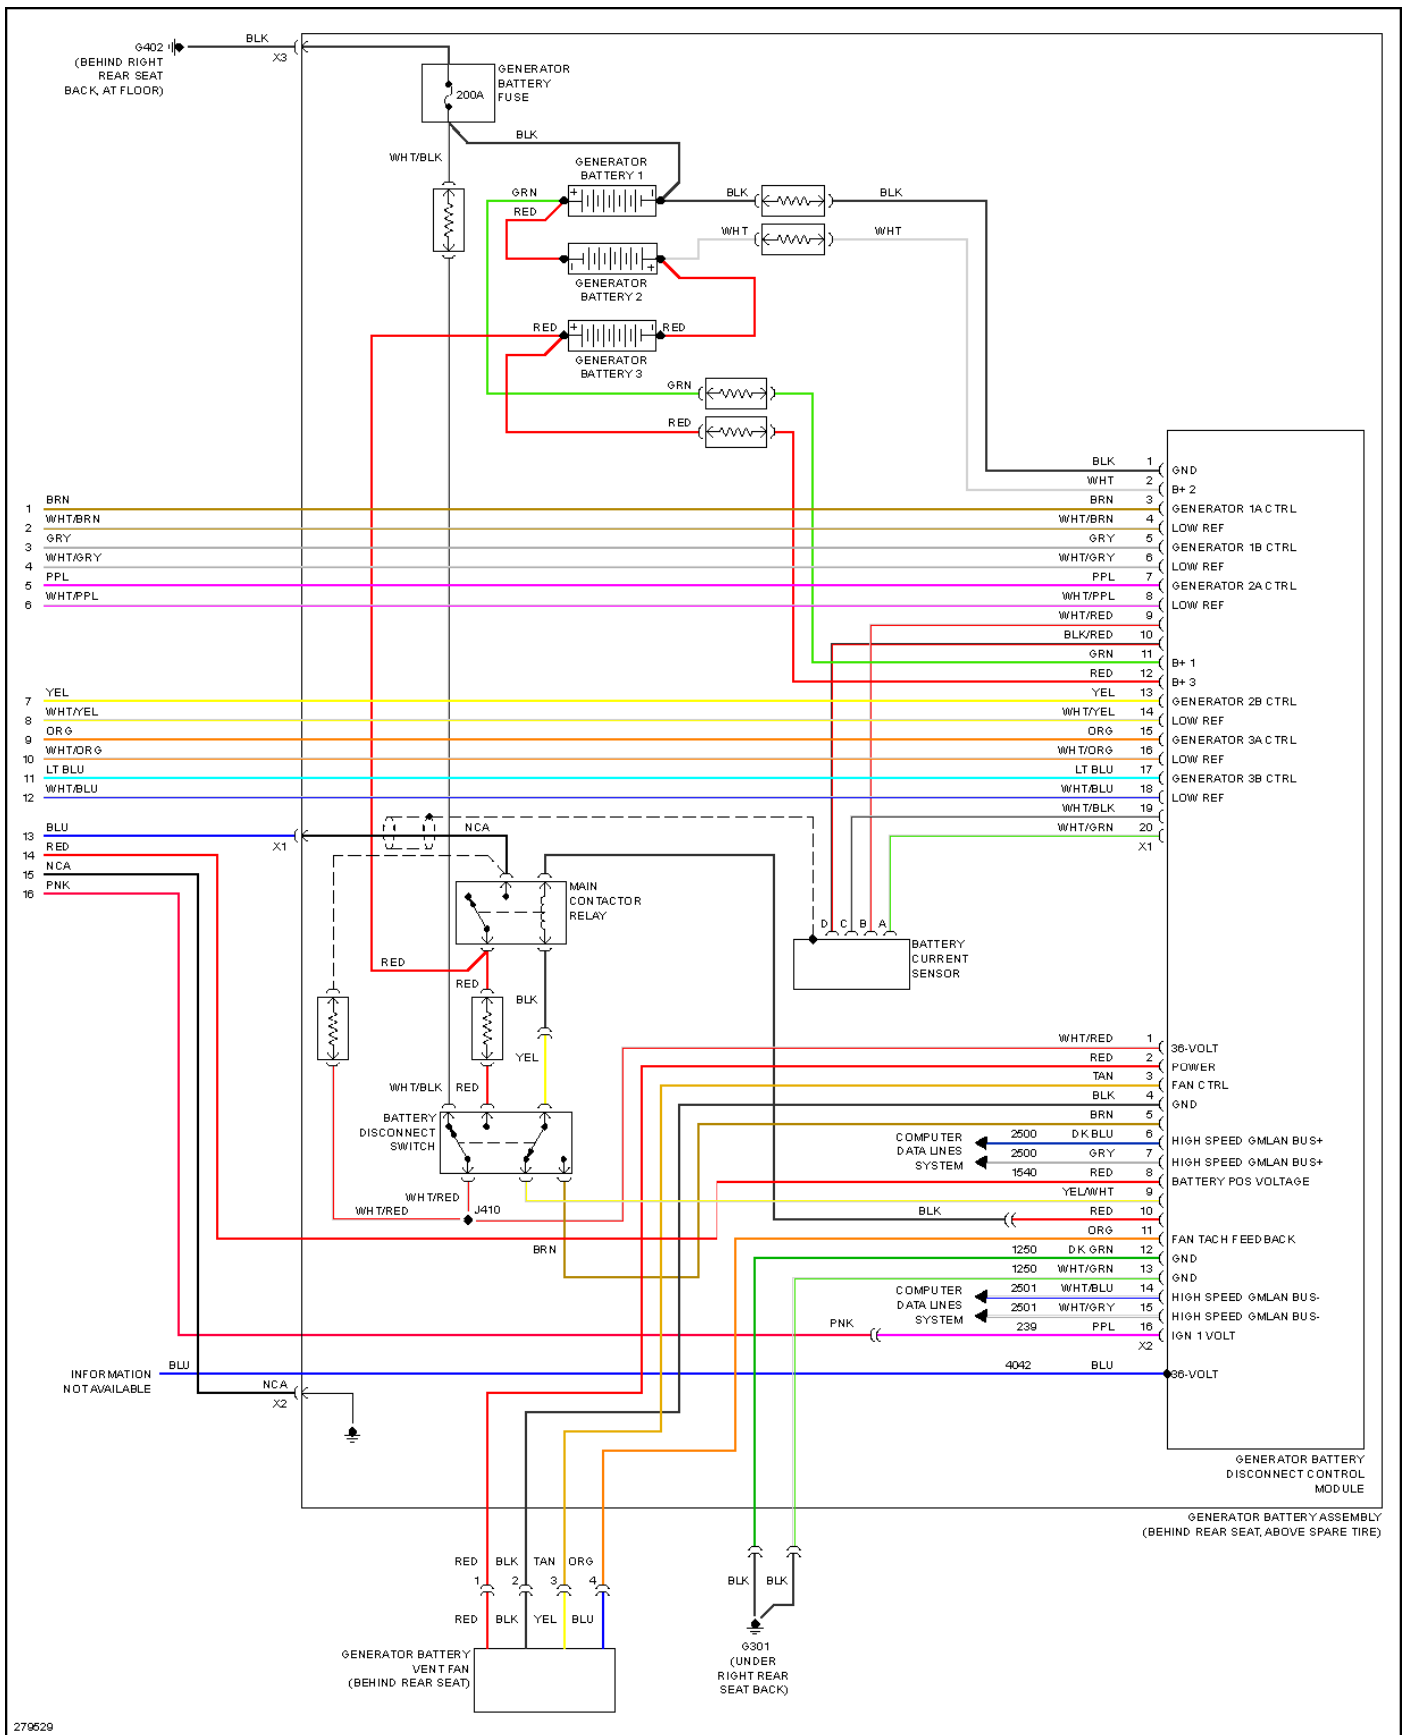 G402
(BEHIND RIGHT
REAR SEAT
BACK, AT FLOOR)
BLK
X3
GENERATOR
BATTERY
FUSE
200A
BLK
WHT/BLK
GENERATOR
BATTERY 1
GRN
RED
+
-
BLK
BLK
WHT
WHT
-
+
GENERATOR
BATTERY 2
RED
+
-
RED
GENERATOR
BATTERY 3
GRN
RED
BLK 1 GND
WHT 2 B+ 2
1 BRN BRN 3 GENERATOR 1A CTRL
2 WHT/BRN WHT/BRN 4 LOW REF
3 GRY GRY 5 GENERATOR 1B CTRL
4 WHT/GRY WHT/GRY 6 LOW REF
5 PPL PPL 7 GENERATOR 2A CTRL
6 WHT/PPL WHT/PPL 8 LOW REF
WHT/RED 9
BLK/RED 10
GRN 11 B+ 1
RED 12 B+ 3
7 YEL YEL 13 GENERATOR 2B CTRL
8 WHT/YEL WHT/YEL 14 LOW REF
9 ORG ORG 15 GENERATOR 3A CTRL
10 WHT/ORG WHT/ORG 16 LOW REF
11 LT BLU LT BLU 17 GENERATOR 3B CTRL
12 WHT/BLU WHT/BLU 18 LOW REF
WHT/BLK 19
WHT/GRN 20
X1
13 BLU
X1
NCA
14 RED
15 NCA
16 PNK
MAIN
CONTACTOR
RELAY
D C B A
BATTERY
CURRENT
SENSOR
RED
RED
BLK
YEL
WHT/BLK
RED
BATTERY
DISCONNECT
SWITCH
WHT/RED
WHT/RED
J410
BRN
WHT/RED 1 36-VOLT
RED 2 POWER
TAN 3 FAN CTRL
BLK 4 GND
BRN 5
COMPUTER
DATA LINES
SYSTEM
2500 DK BLU 6 HIGH SPEED GMLAN BUS+
2500 GRY 7 HIGH SPEED GMLAN BUS+
1540 RED 8 BATTERY POS VOLTAGE
YEL/WHT 9
BLK RED 10
ORG 11 FAN TACH FEEDBACK
1250 DK GRN 12 GND
1250 WHT/GRN 13 GND
COMPUTER
DATA LINES
SYSTEM
2501 WHT/BLU 14 HIGH SPEED GMLAN BUS-
2501 WHT/GRY 15 HIGH SPEED GMLAN BUS-
PNK 239 PPL 16 IGN 1 VOLT
X2
INFORMATION
NOT AVAILABLE
BLU
4042 BLU 36-VOLT
NCA
X2
GENERATOR BATTERY
DISCONNECT CONTROL
MODULE
GENERATOR BATTERY ASSEMBLY
(BEHIND REAR SEAT, ABOVE SPARE TIRE)
RED BLK TAN ORG
1 2 3 4
RED BLK YEL BLU
BLK BLK
G301
(UNDER
RIGHT REAR
SEAT BACK)
GENERATOR BATTERY
VENT FAN
(BEHIND REAR SEAT)
279529